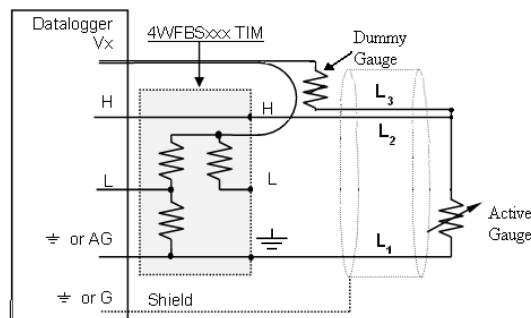 Datalogger
Vx
4WFBSxxx TIM
Dummy
Gauge
H
H
L3
L2
L
L
Active
Gauge
⏚ or AG
L1
⏚ or G
Shield